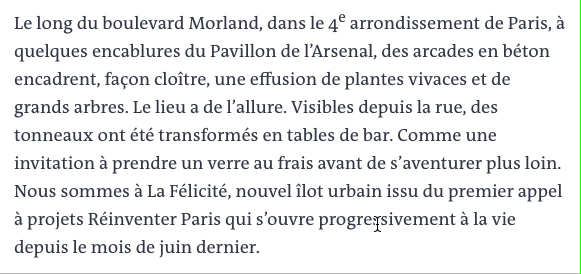 Le long du boulevard Morland, dans le 4e arrondissement de Paris, à
quelques encablures du Pavillon de l’Arsenal, des arcades en béton
encadrent, façon cloître, une effusion de plantes vivaces et de
grands arbres. Le lieu a de l’allure. Visibles depuis la rue, des
tonneaux ont été transformés en tables de bar. Comme une
invitation à prendre un verre au frais avant de s’aventurer plus loin.
Nous sommes à La Félicité, nouvel îlot urbain issu du premier appel
à projets Réinventer Paris qui s’ouvre progressivement à la vie
depuis le mois de juin dernier.